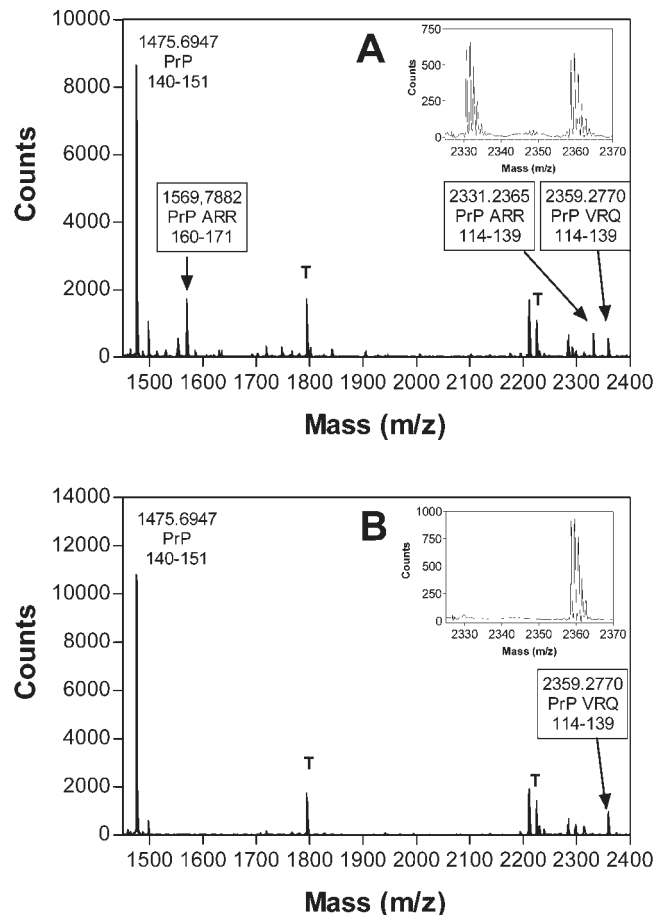 A
1475.6947
PrP
140-151
1569,7882
PrP ARR
160-171
2331.2365
PrP ARR
114-139
2359.2770
PrP VRQ
114-139
T
T
Counts
10000
8000
6000
4000
2000
0
1500 1600 1700 1800 1900 2000 2100 2200 2300 2400
Mass (m/z)
Counts
750
500
250
0
2330 2340 2350 2360 2370
Mass (m/z)
B
1475.6947
PrP
140-151
2359.2770
PrP VRQ
114-139
T
T
Counts
14000
12000
10000
8000
6000
4000
2000
0
1500 1600 1700 1800 1900 2000 2100 2200 2300 2400
Mass (m/z)
Counts
1000
750
500
250
0
2330 2340 2350 2360 2370
Mass (m/z)